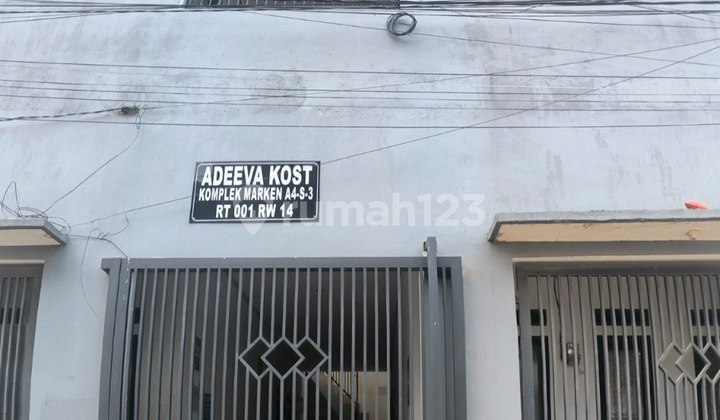 ADEEVA KOST
KOMPLEK MARKEN A4-S-3
RT 001 RW 14
rumah123